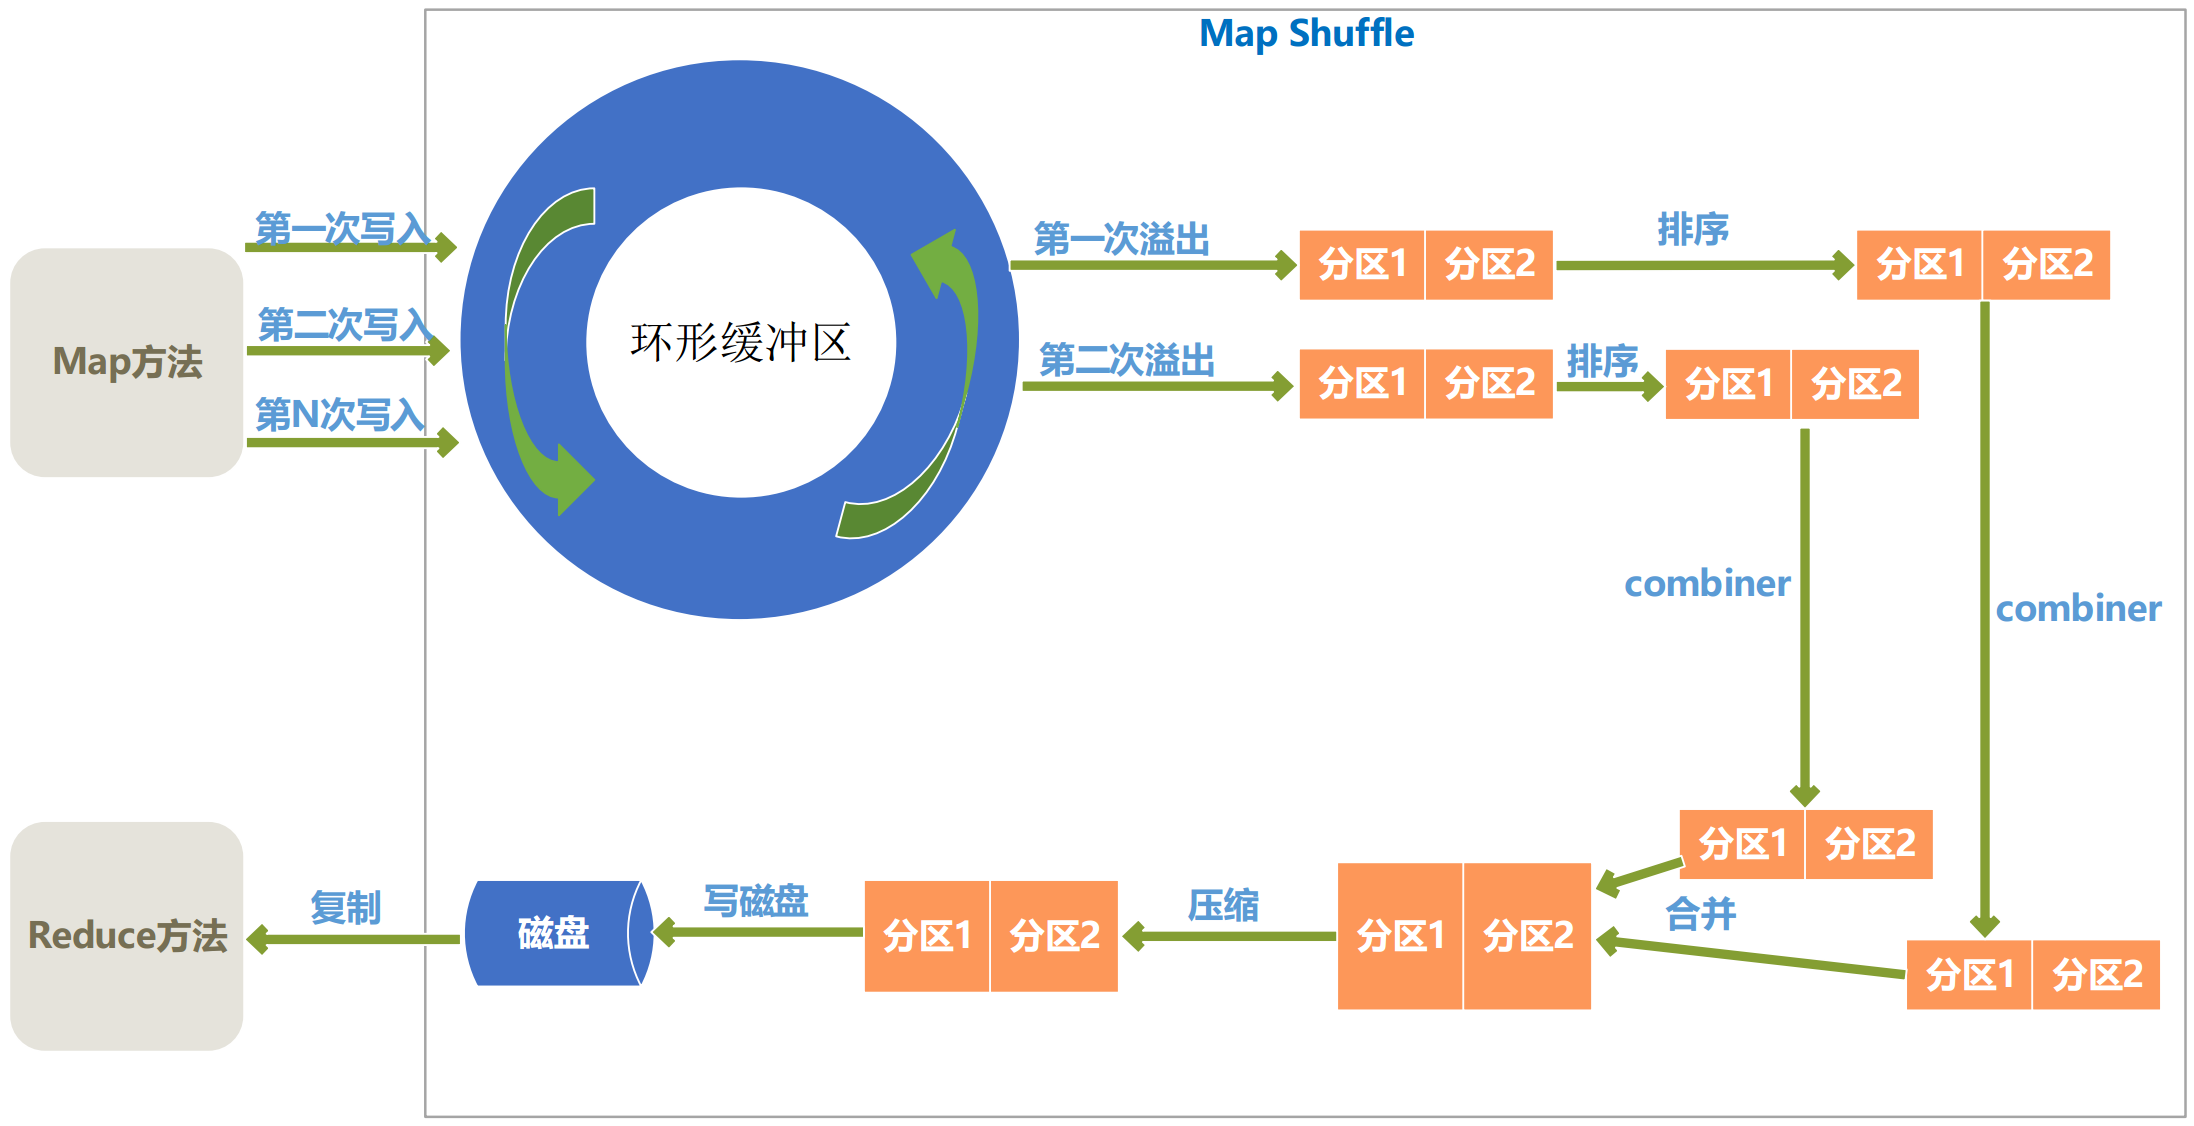 Map Shuffle
第一次写入
第二次写入
第N次写入
Map方法
环形缓冲区
第一次溢出
分区1
分区2
排序
分区1
分区2
第二次溢出
分区1
分区2
排序
分区1
分区2
combiner
combiner
分区1
分区2
合并
分区1
分区2
分区1
分区2
压缩
分区1
分区2
写磁盘
磁盘
复制
Reduce方法